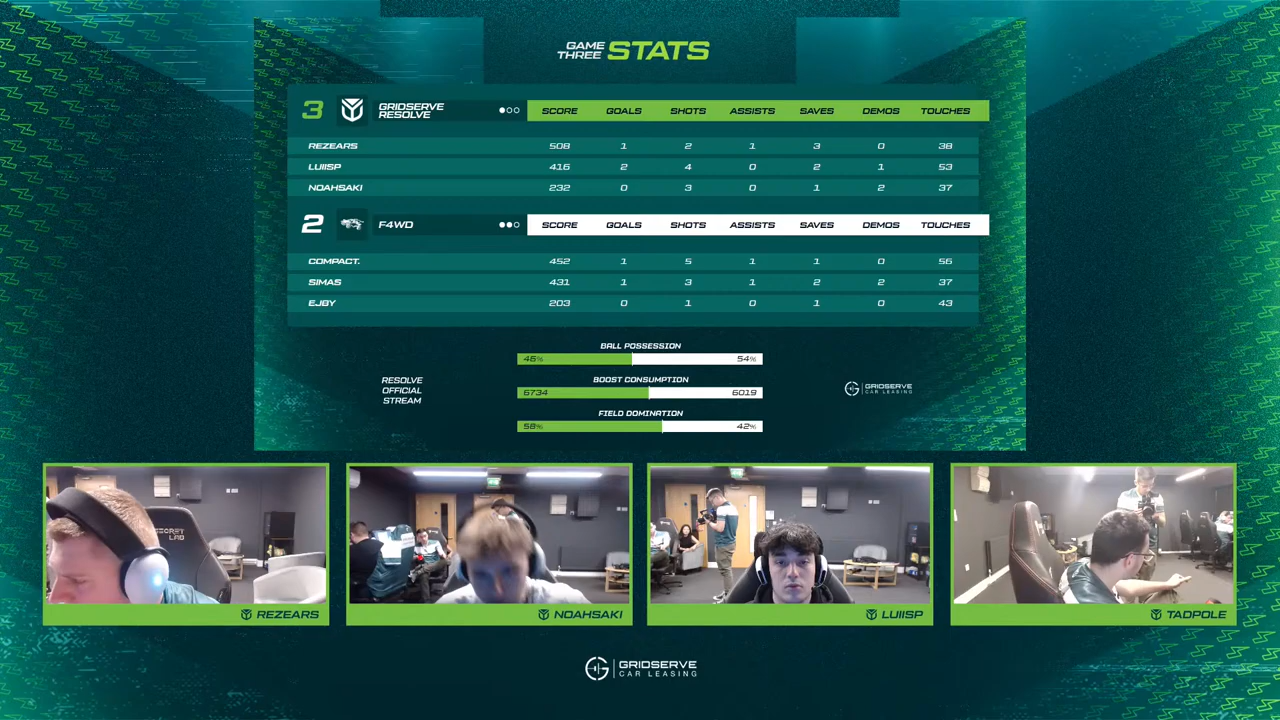 GAME THREE STATS
3 GRIDSERVE RESOLVE SCORE GOALS SHOTS ASSISTS SAVES DEMOS TOUCHES
REZEARS 508 1 2 1 3 0 38
LUIISP 416 2 4 0 2 1 53
NOAHSAKI 232 0 3 0 1 2 37
2 F4WD SCORE GOALS SHOTS ASSISTS SAVES DEMOS TOUCHES
COMPACT. 452 1 5 1 1 0 56
SIMAS 431 1 3 1 2 2 37
EJBY 203 0 1 0 1 0 43
BALL POSSESSION
46% 54%
BOOST CONSUMPTION
6734 6019
FIELD DOMINATION
58% 42%
RESOLVE
OFFICIAL
STREAM
GRIDSERVE
CAR LEASING
SECRET
LAB
REZEARS
NOAHSAKI
LUIISP
TADPOLE
GRIDSERVE
CAR LEASING